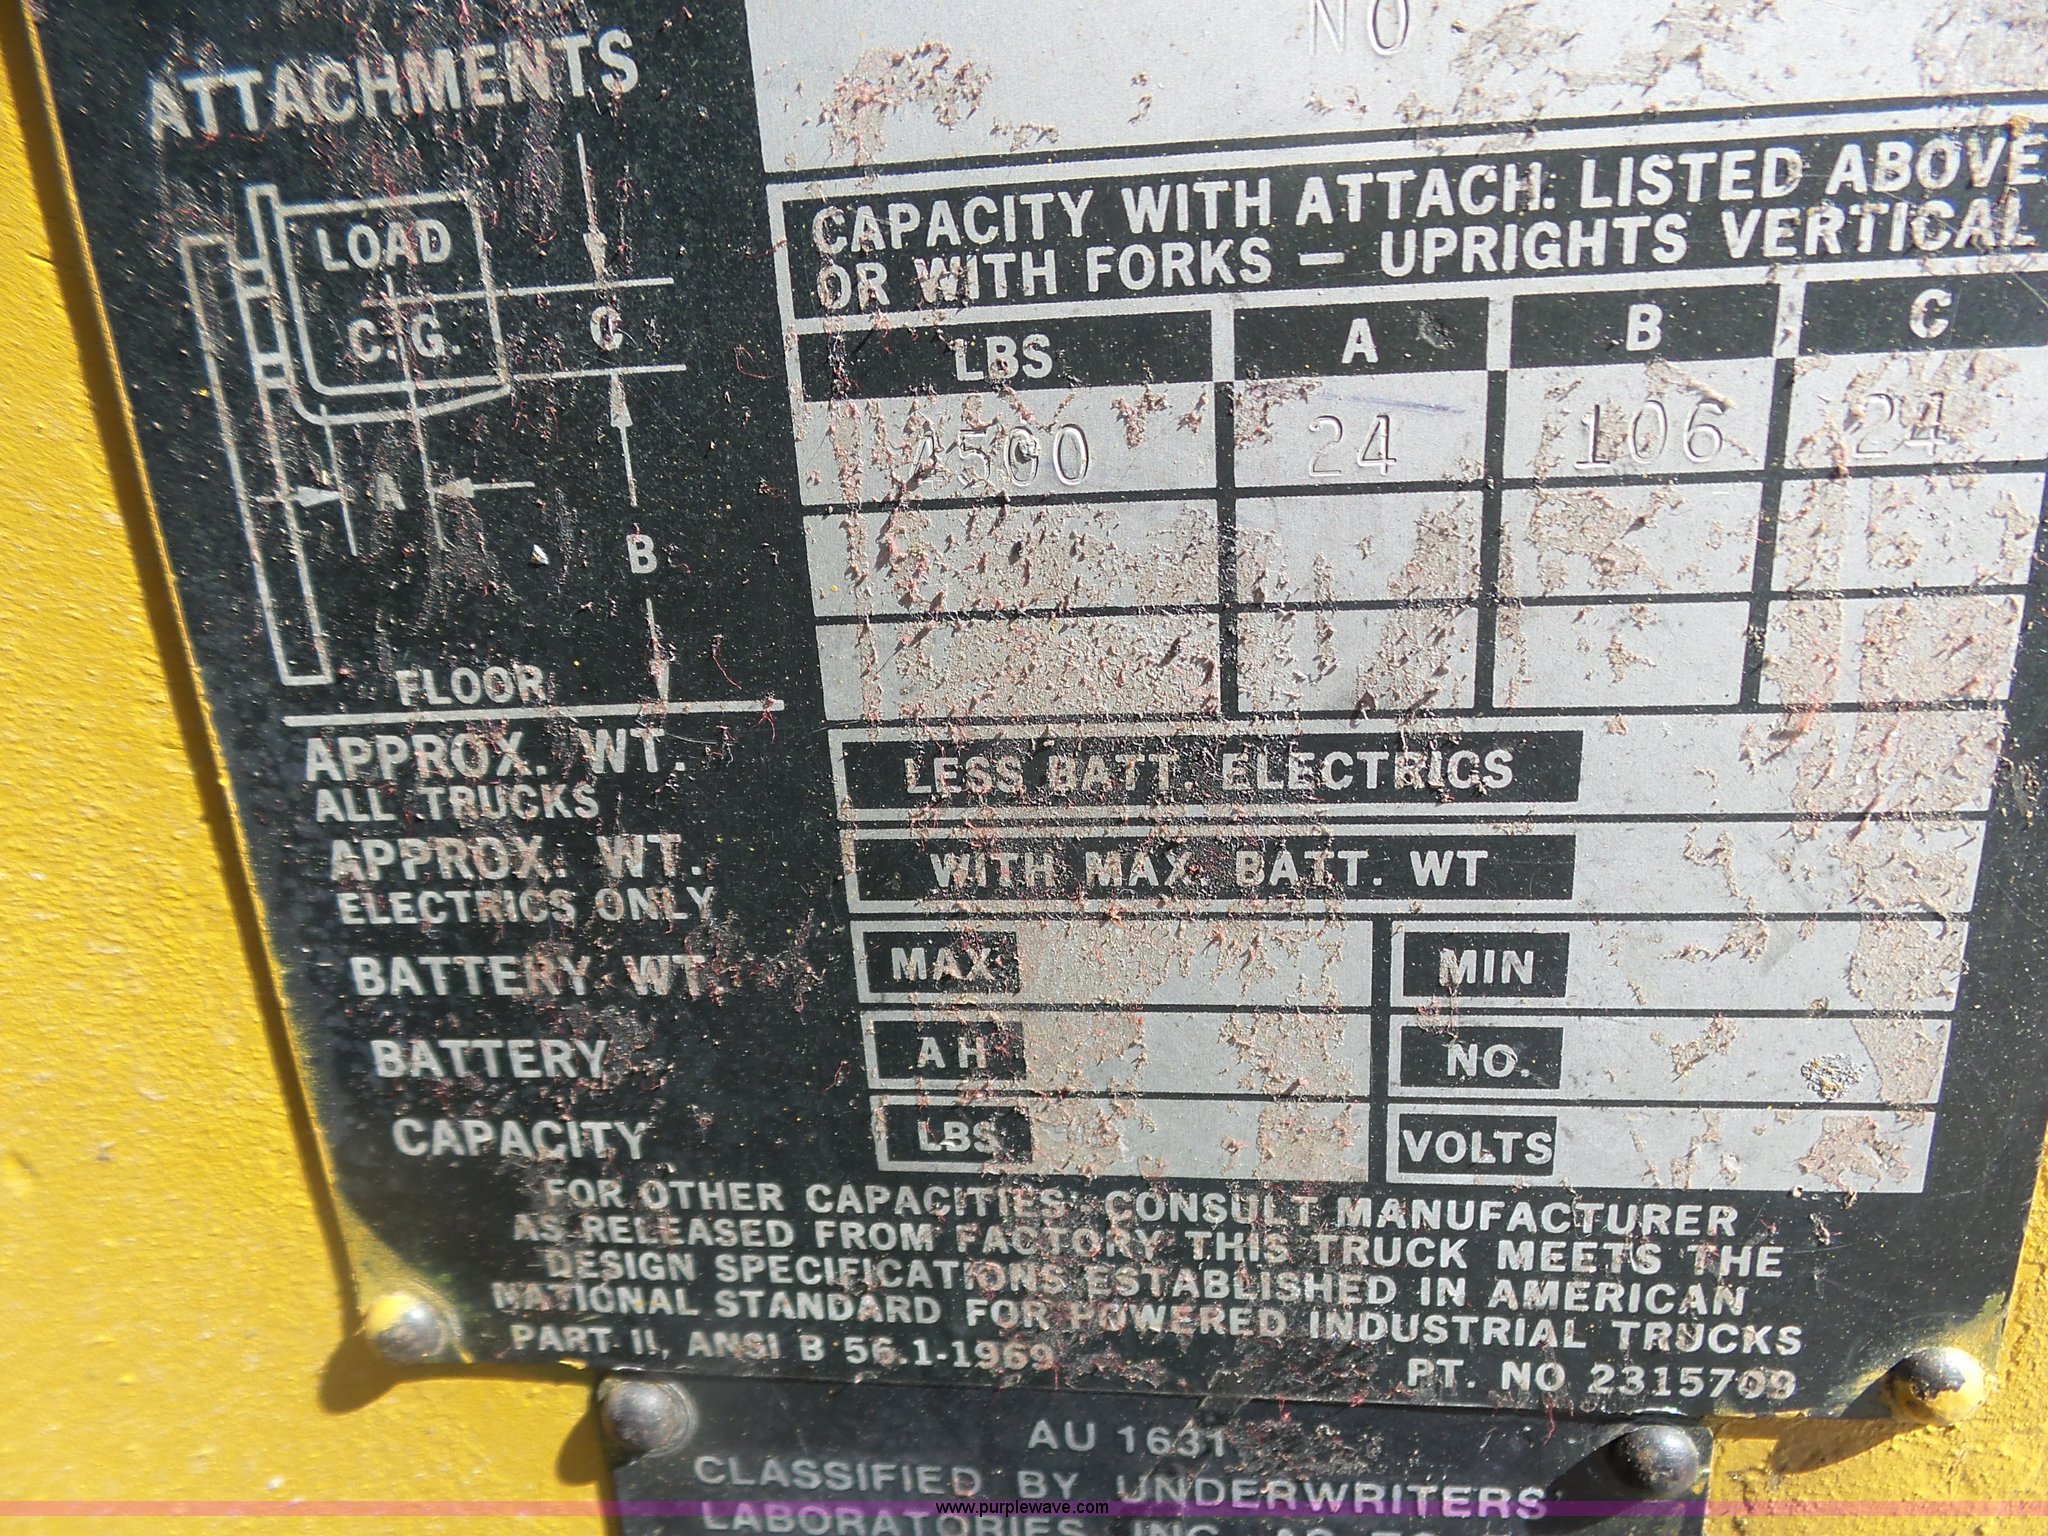 NO
ATTACHMENTS
CAPACITY WITH ATTACH. LISTED ABOVE
OR WITH FORKS — UPRIGHTS VERTICAL
LOAD
C.G.
C
A
B
FLOOR
LBS A B C
4500 24 106 24
APPROX. WT.
ALL TRUCKS
LESS BATT. ELECTRICS
APPROX. WT.
ELECTRICS ONLY
WITH MAX. BATT. WT
BATTERY WT. MAX MIN
BATTERY AH NO.
CAPACITY LBS VOLTS
FOR OTHER CAPACITIES: CONSULT MANUFACTURER
AS RELEASED FROM FACTORY THIS TRUCK MEETS THE
DESIGN SPECIFICATIONS ESTABLISHED IN AMERICAN
NATIONAL STANDARD FOR POWERED INDUSTRIAL TRUCKS
PART II, ANSI B 56.1-1969
PT. NO 2315709
AU 1631
CLASSIFIED BY UNDERWRITERS'
LABORATORIES INC.
www.purplewave.com